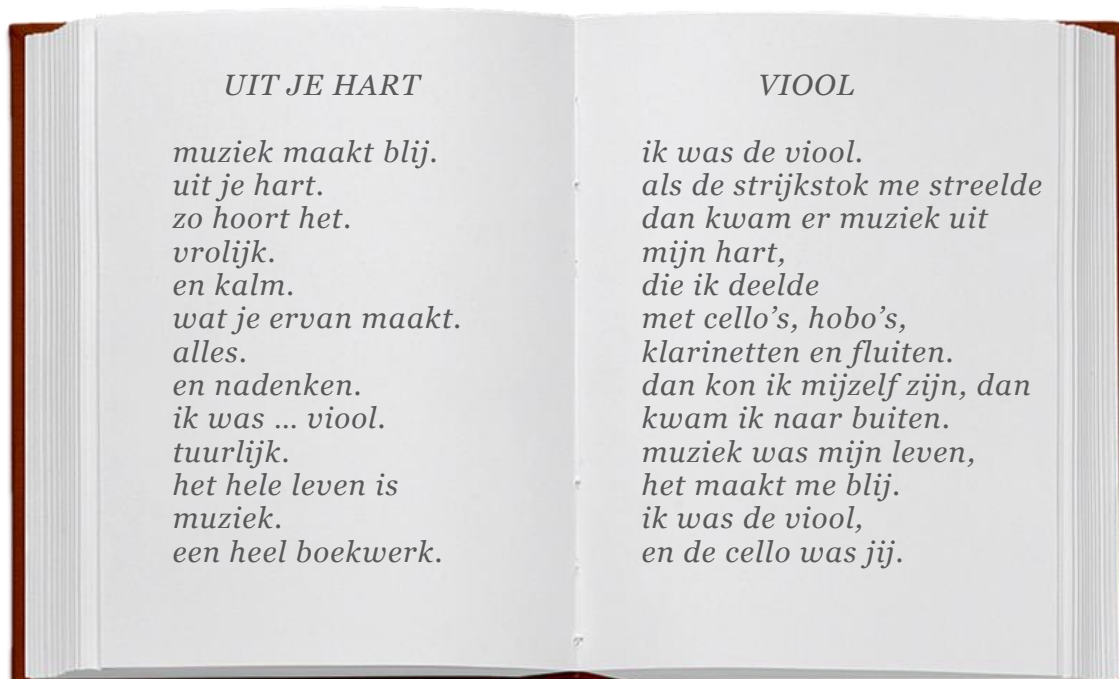 UIT JE HART
muziek maakt blij.
uit je hart.
zo hoort het.
vrolijk.
en kalm.
wat je ervan maakt.
alles.
en nadenken.
ik was ... viool.
tuurlijk.
het hele leven is
muziek.
een heel boekwerk.
VIOOL
ik was de viool.
als de strijkstok me streelde
dan kwam er muziek uit
mijn hart,
die ik deelde
met cello’s, hobo’s,
klarinetten en fluiten.
dan kon ik mijzelf zijn, dan
kwam ik naar buiten.
muziek was mijn leven,
het maakt me blij.
ik was de viool,
en de cello was jij.